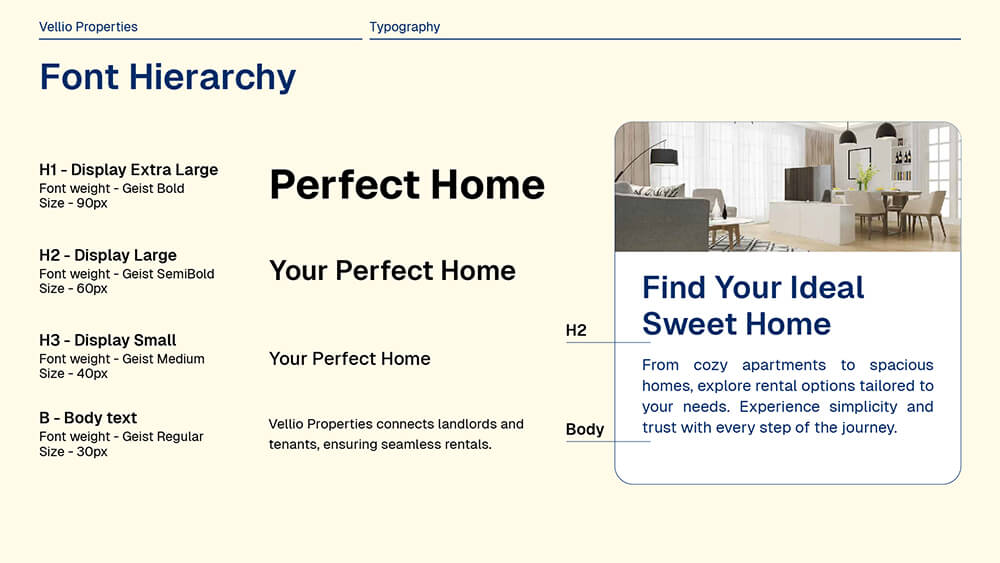 Vellio Properties
Typography
Font Hierarchy
H1 - Display Extra Large
Font weight - Geist Bold
Size - 90px
Perfect Home
H2 - Display Large
Font weight - Geist SemiBold
Size - 60px
Your Perfect Home
H3 - Display Small
Font weight - Geist Medium
Size - 40px
Your Perfect Home
B - Body text
Font weight - Geist Regular
Size - 30px
Vellio Properties connects landlords and
tenants, ensuring seamless rentals.
H2
Find Your Ideal
Sweet Home
Body
From cozy apartments to spacious
homes, explore rental options tailored to
your needs. Experience simplicity and
trust with every step of the journey.